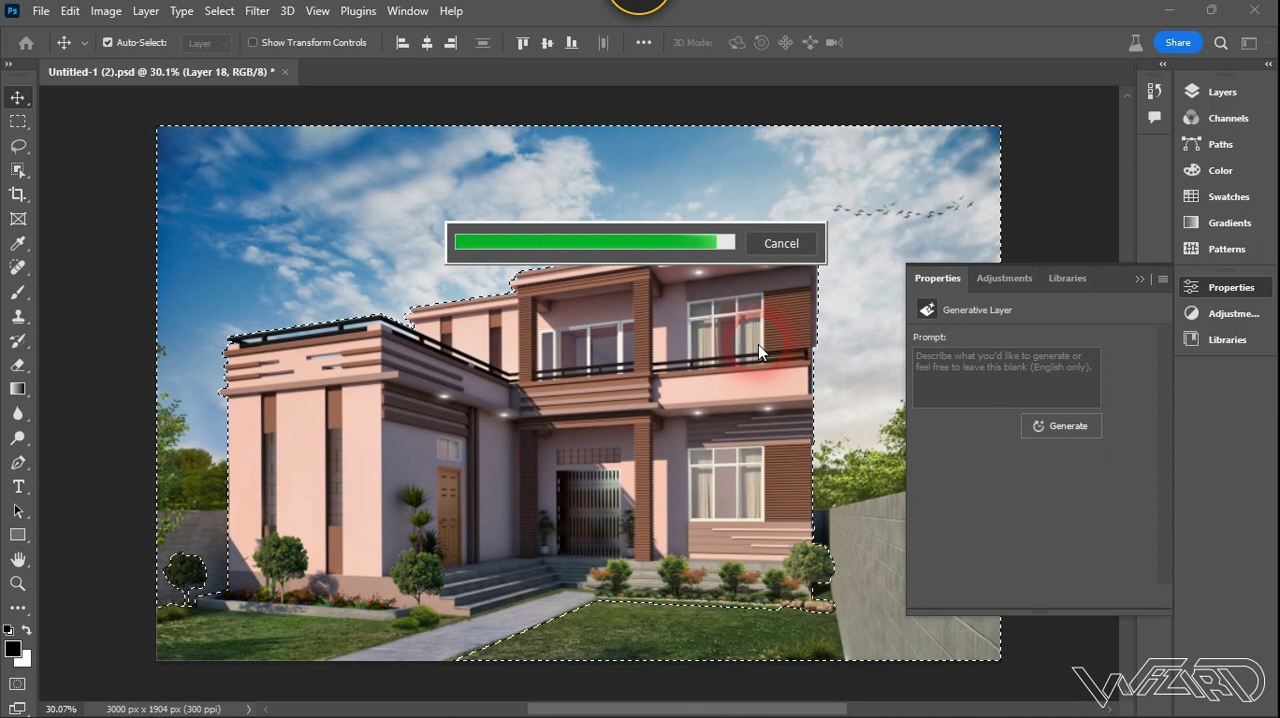 Ps File Edit Image Layer Type Select Filter 3D View Plugins Window Help
Auto-Select: Layer Show Transform Controls 3D Mode: Share
Untitled-1 (2).psd @ 30.1% (Layer 18, RGB/8) * ×
Layers
Channels
Paths
Color
Swatches
Gradients
Patterns
Properties
Adjustme...
Libraries
Cancel
Properties Adjustments Libraries
Generative Layer
Prompt:
Describe what you'd like to generate or
feel free to leave this blank (English only).
Generate
WIZARD
30.07% 3000 px x 1904 px (300 ppi)